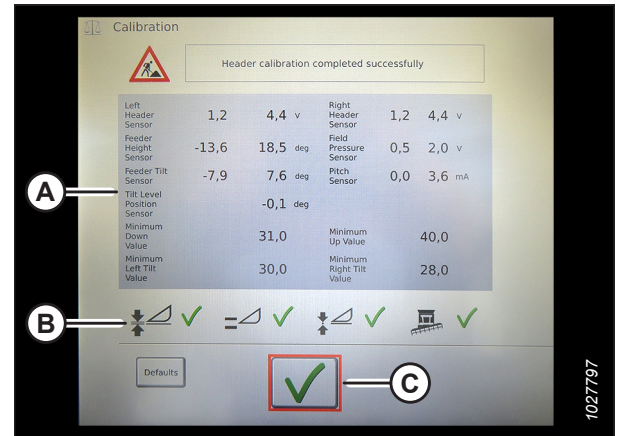 Calibration
Header calibration completed successfully
Left
Header
Sensor
1,2 4,4 v
Right
Header
Sensor
1,2 4,4 v
Feeder
Height
Sensor
-13,6 18,5 deg
Field
Pressure
Sensor
0,5 2,0 v
Feeder Tilt
Sensor
-7,9 7,6 deg
Pitch
Sensor
0,0 3,6 mA
Tilt Level
Position
Sensor
-0,1 deg
Minimum
Down
Value
31,0
Minimum
Up Value
40,0
Minimum
Left Tilt
Value
30,0
Minimum
Right Tilt
Value
28,0
A
B
Defaults
C
1027797